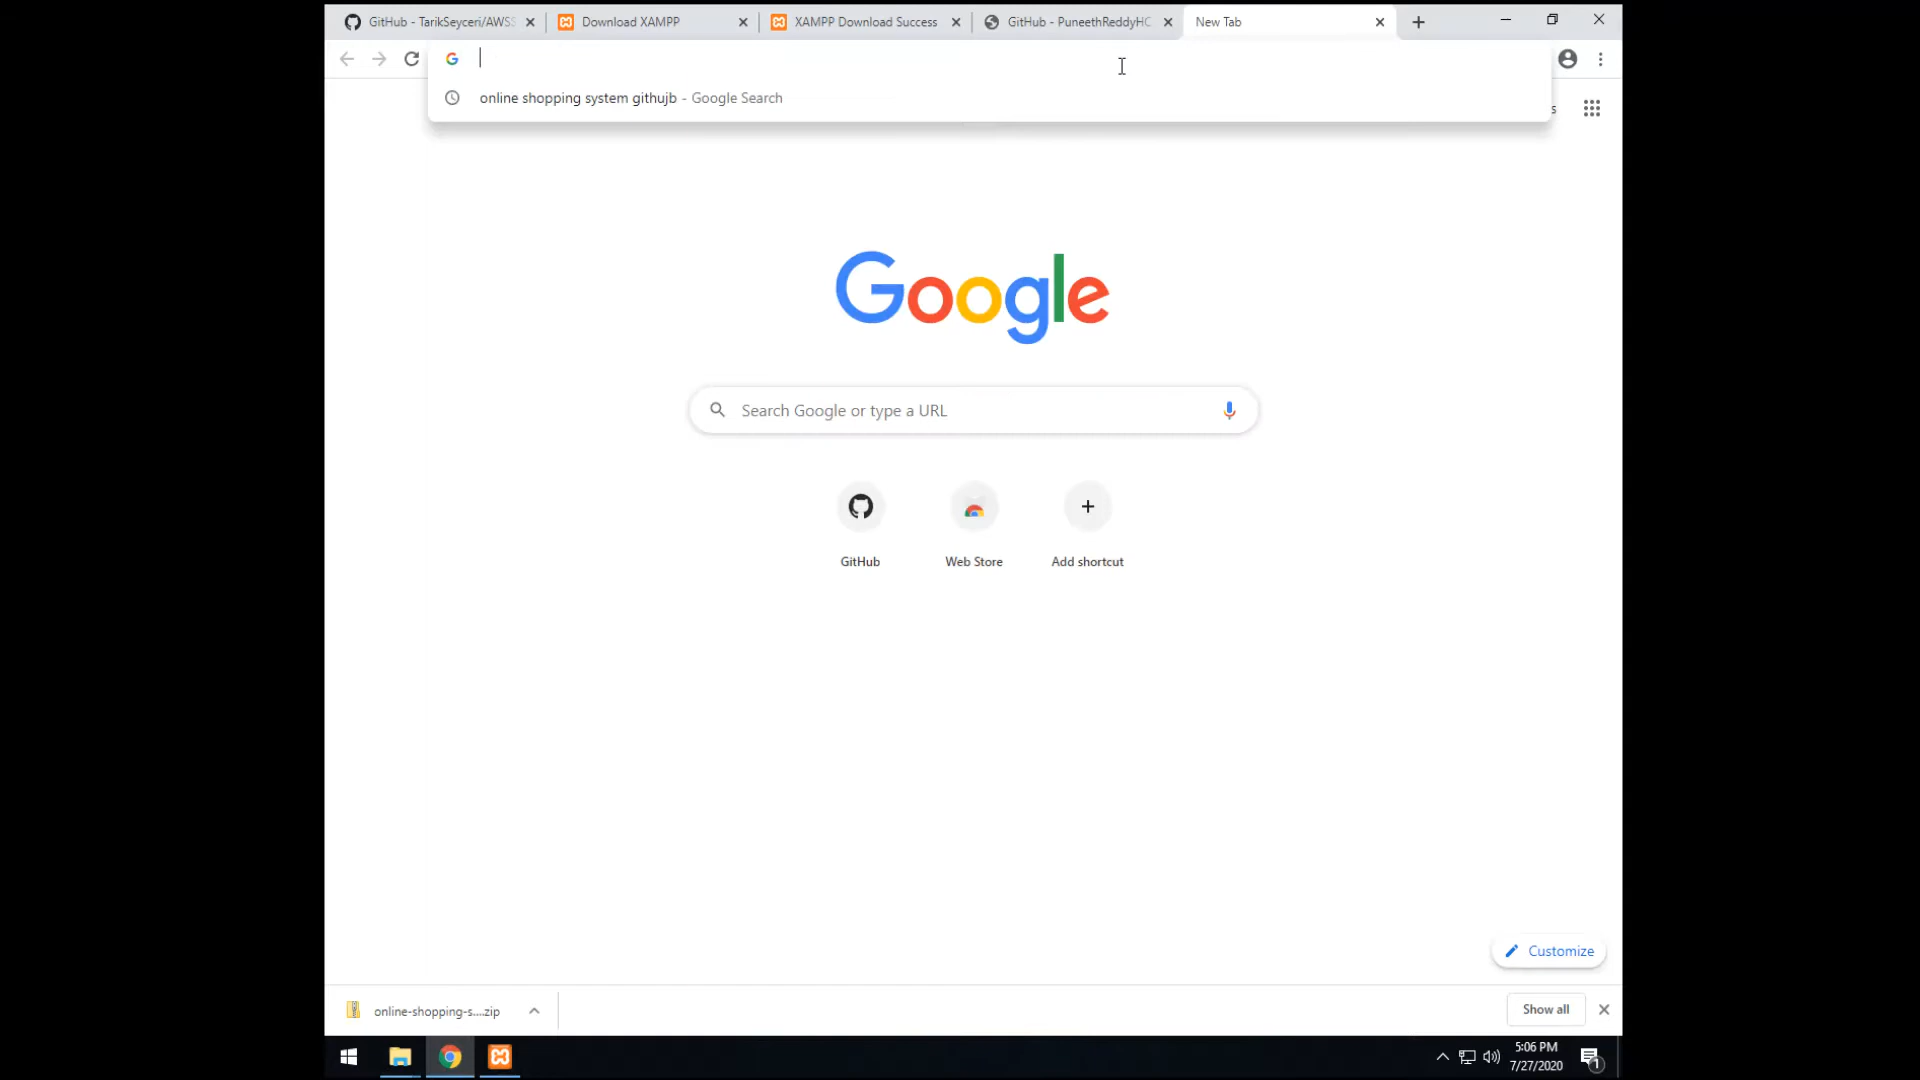 GitHub - TarikSeyceri/AWSS
Download XAMPP
XAMPP Download Success
GitHub - PuneethReddyHC
New Tab
online shopping system githujb - Google Search
s
Google
Search Google or type a URL
GitHub
Web Store
Add shortcut
Customize
online-shopping-s....zip
Show all
5:06 PM
7/27/2020
1